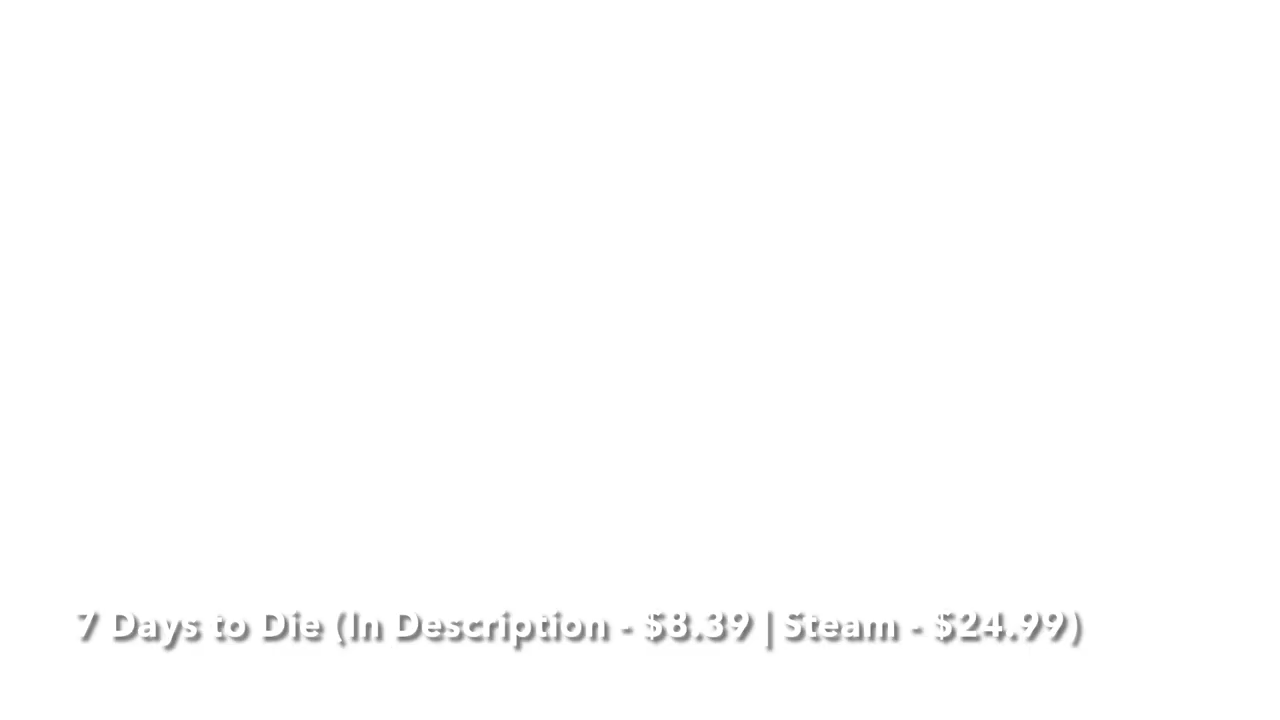 7 Days to Die (In Description - $8.39 | Steam - $24.99)